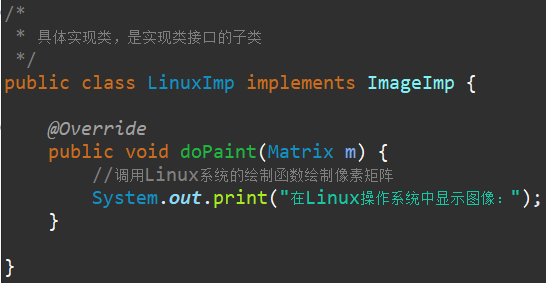 /*
 * 具体实现类，是实现类接口的子类
 */
public class LinuxImp implements ImageImp {
@Override
public void doPaint(Matrix m) {
//调用Linux系统的绘制函数绘制像素矩阵
System.out.print("在Linux操作系统中显示图像：");
}
}